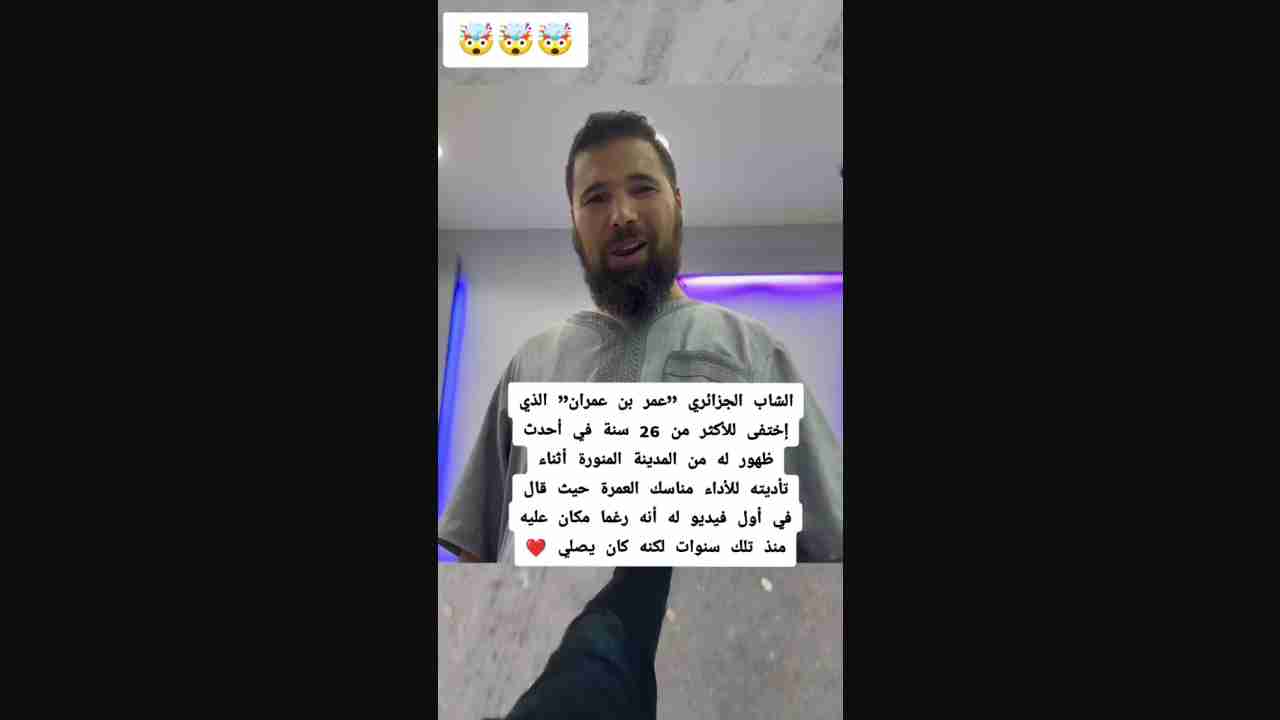 🤯🤯🤯
الشاب الجزائري ”عمر بن عمران” الذي
إختفى للأكثر من 26 سنة في أحدت
ظهور له من المدينة المنورة أثناء
تأديته للأداء مناسك العمرة حيث قال
في أول فيديو له أنه رغما مكان عليه
منذ تلك سنوات لكنه كان يصلي ❤️